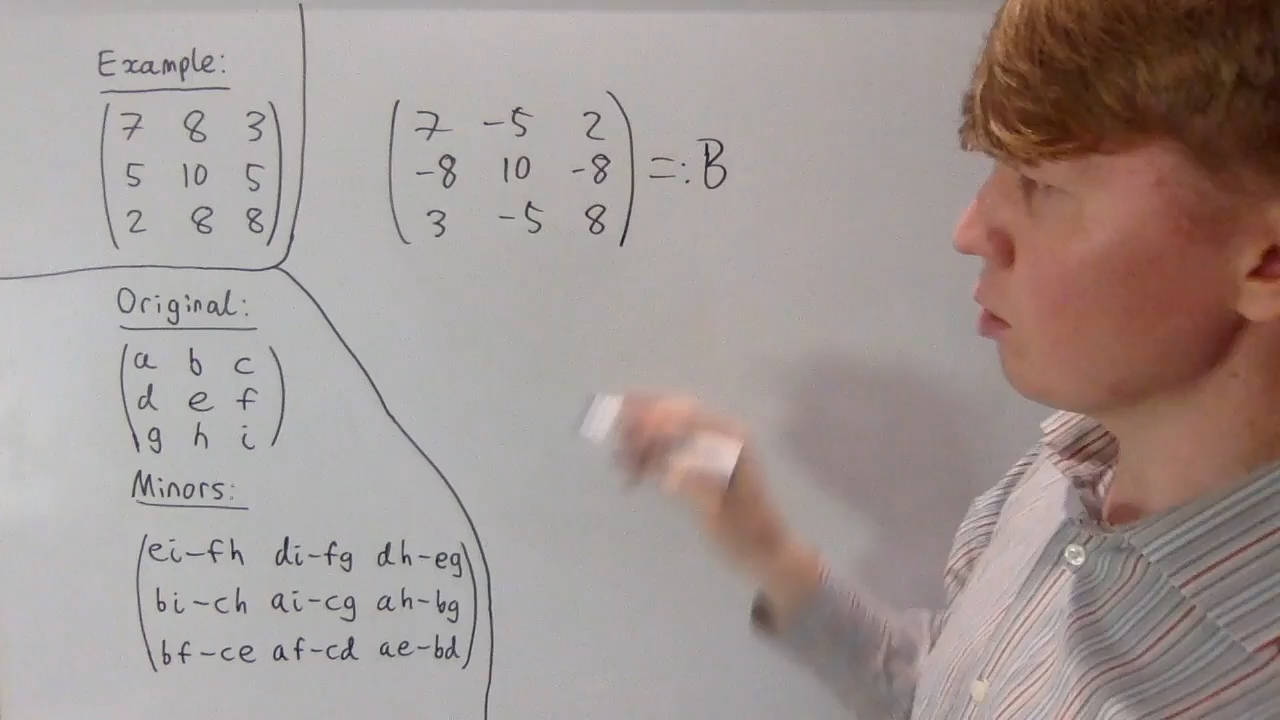 Example:
7 8 3
5 10 5
2 8 8
7 -5 2
-8 10 -8
3 -5 8
=: B
Original:
a b c
d e f
g h i
Minors:
ei-fh di-fg dh-eg
bi-ch ai-cg ah-bg
bf-ce af-cd ae-bd